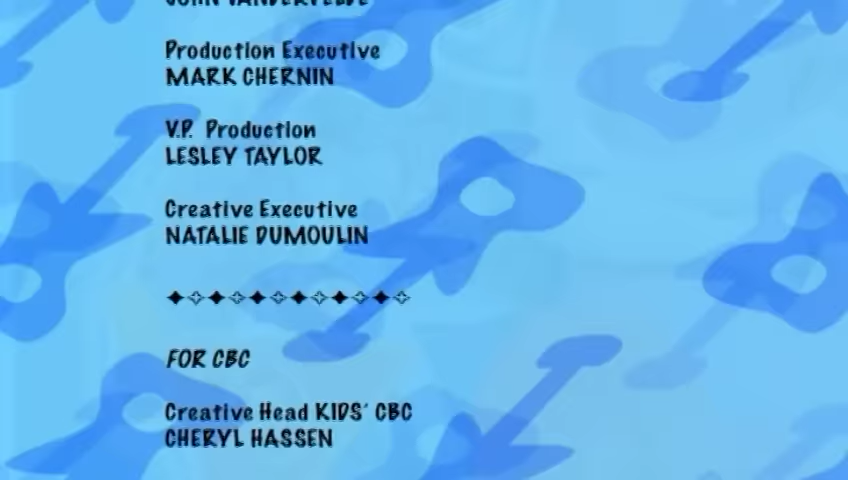 Production Executive
MARK CHERNIN
V.P. Production
LESLEY TAYLOR
Creative Executive
NATALIE DUMOULIN
FOR CBC
Creative Head KIDS' CBC
CHERYL HASSEN